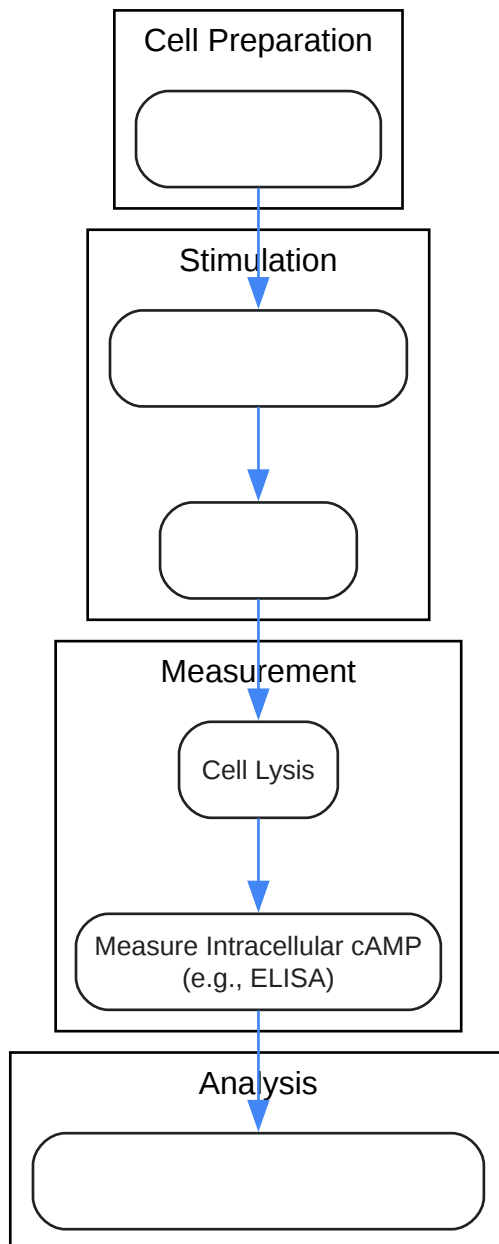 Cell Preparation
Stimulation
Measurement
Cell Lysis
Measure Intracellular cAMP
(e.g., ELISA)
Analysis